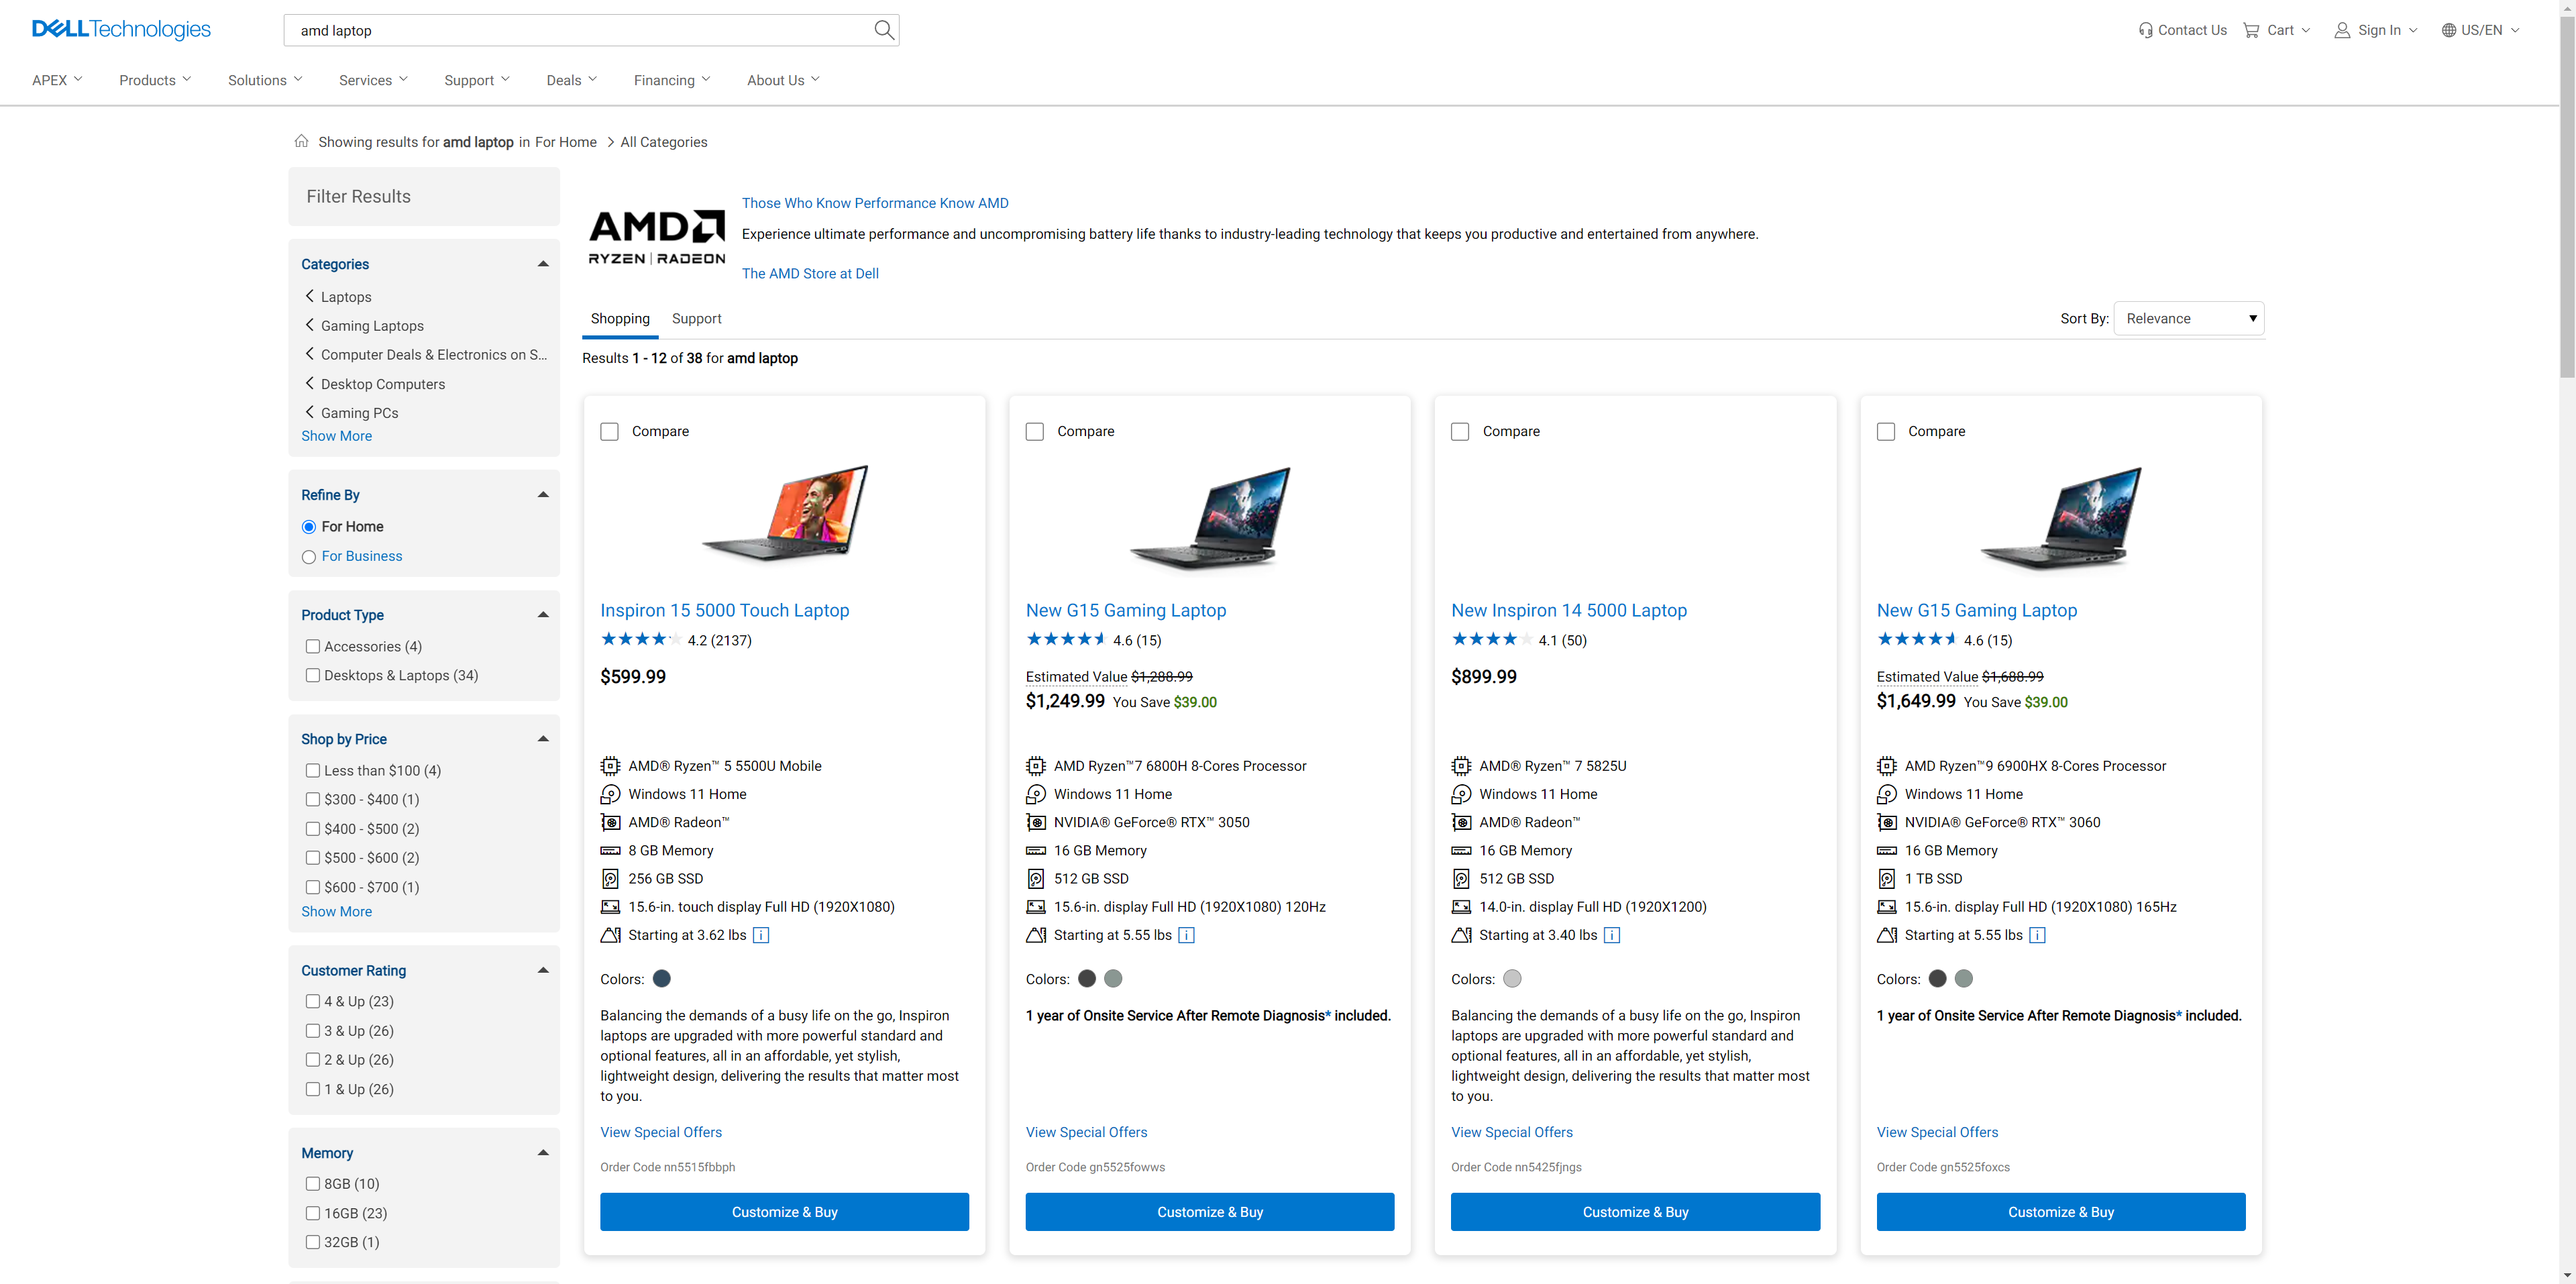 DELL Technologies
amd laptop
Contact Us
Cart
Sign In
US/EN
APEX
Products
Solutions
Services
Support
Deals
Financing
About Us
Showing results for amd laptop in For Home > All Categories
Filter Results
Categories
Laptops
Gaming Laptops
Computer Deals & Electronics on S...
Desktop Computers
Gaming PCs
Show More
Refine By
For Home
For Business
Product Type
Accessories (4)
Desktops & Laptops (34)
Shop by Price
Less than $100 (4)
$300 - $400 (1)
$400 - $500 (2)
$500 - $600 (2)
$600 - $700 (1)
Show More
Customer Rating
4 & Up (23)
3 & Up (26)
2 & Up (26)
1 & Up (26)
Memory
8GB (10)
16GB (23)
32GB (1)
AMD
RYZEN | RADEON
Those Who Know Performance Know AMD
Experience ultimate performance and uncompromising battery life thanks to industry-leading technology that keeps you productive and entertained from anywhere.
The AMD Store at Dell
Shopping
Support
Sort By:
Relevance
Results 1 - 12 of 38 for amd laptop
Compare
Inspiron 15 5000 Touch Laptop
4.2 (2137)
$599.99
AMD® Ryzen™ 5 5500U Mobile
Windows 11 Home
AMD® Radeon™
8 GB Memory
256 GB SSD
15.6-in. touch display Full HD (1920X1080)
Starting at 3.62 lbs
Colors:
Balancing the demands of a busy life on the go, Inspiron
laptops are upgraded with more powerful standard and
optional features, all in an affordable, yet stylish,
lightweight design, delivering the results that matter most
to you.
View Special Offers
Order Code nn5515fbbph
Customize & Buy
Compare
New G15 Gaming Laptop
4.6 (15)
Estimated Value $1,288.99
$1,249.99 You Save $39.00
AMD Ryzen™7 6800H 8-Cores Processor
Windows 11 Home
NVIDIA® GeForce® RTX™ 3050
16 GB Memory
512 GB SSD
15.6-in. display Full HD (1920X1080) 120Hz
Starting at 5.55 lbs
Colors:
1 year of Onsite Service After Remote Diagnosis* included.
View Special Offers
Order Code gn5525fowws
Customize & Buy
Compare
New Inspiron 14 5000 Laptop
4.1 (50)
$899.99
AMD® Ryzen™ 7 5825U
Windows 11 Home
AMD® Radeon™
16 GB Memory
512 GB SSD
14.0-in. display Full HD (1920X1200)
Starting at 3.40 lbs
Colors:
Balancing the demands of a busy life on the go, Inspiron
laptops are upgraded with more powerful standard and
optional features, all in an affordable, yet stylish,
lightweight design, delivering the results that matter most
to you.
View Special Offers
Order Code nn5425fjngs
Customize & Buy
Compare
New G15 Gaming Laptop
4.6 (15)
Estimated Value $1,688.99
$1,649.99 You Save $39.00
AMD Ryzen™9 6900HX 8-Cores Processor
Windows 11 Home
NVIDIA® GeForce® RTX™ 3060
16 GB Memory
1 TB SSD
15.6-in. display Full HD (1920X1080) 165Hz
Starting at 5.55 lbs
Colors:
1 year of Onsite Service After Remote Diagnosis* included.
View Special Offers
Order Code gn5525foxcs
Customize & Buy